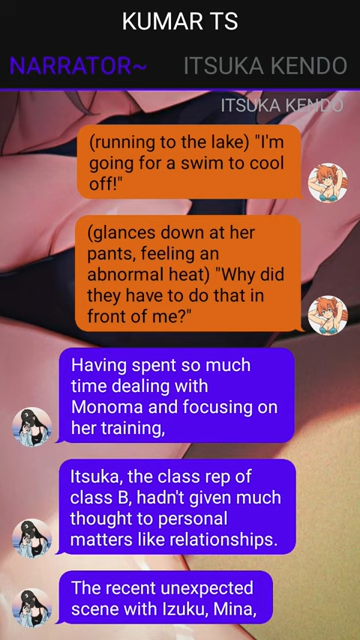 KUMAR TS
NARRATOR~ ITSUKA KENDO
ITSUKA KENDO
(running to the lake) "I'm
going for a swim to cool
off!"
(glances down at her
pants, feeling an
abnormal heat) "Why did
they have to do that in
front of me?"
Having spent so much
time dealing with
Monoma and focusing on
her training,
Itsuka, the class rep of
class B, hadn't given much
thought to personal
matters like relationships.
The recent unexpected
scene with Izuku, Mina,